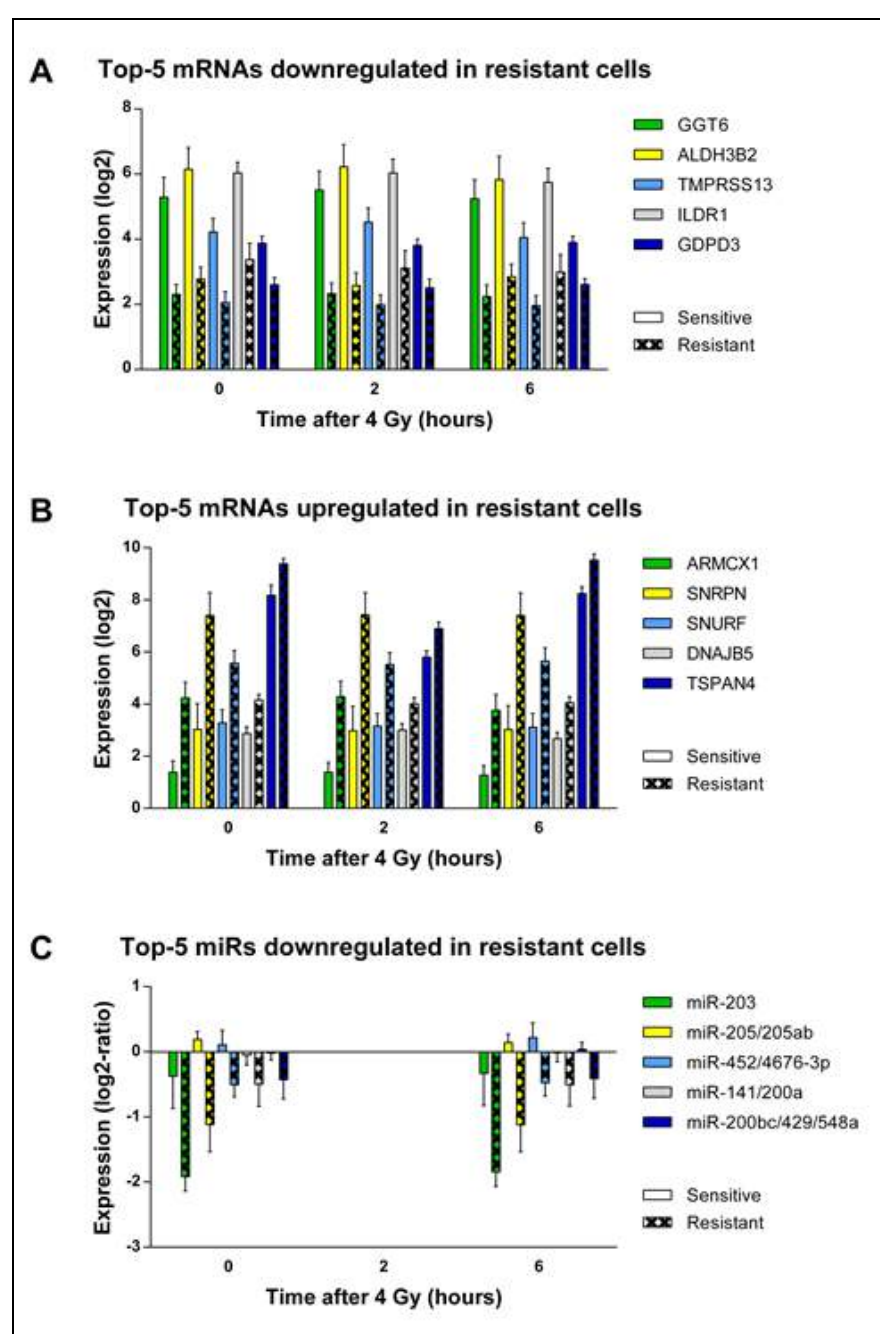 A Top-5 mRNAs downregulated in resistant cells
8
6
4
2
0
Expression (log2)
0 2 6
Time after 4 Gy (hours)
GGT6
ALDH3B2
TMPRSS13
ILDR1
GDPD3
Sensitive
Resistant
B Top-5 mRNAs upregulated in resistant cells
10
8
6
4
2
0
Expression (log2)
0 2 6
Time after 4 Gy (hours)
ARMCX1
SNRPN
SNURF
DNAJB5
TSPAN4
Sensitive
Resistant
C Top-5 miRs downregulated in resistant cells
1
0
-1
-2
-3
Expression (log2-ratio)
0 2 6
Time after 4 Gy (hours)
miR-203
miR-205/205ab
miR-452/4676-3p
miR-141/200a
miR-200bc/429/548a
Sensitive
Resistant